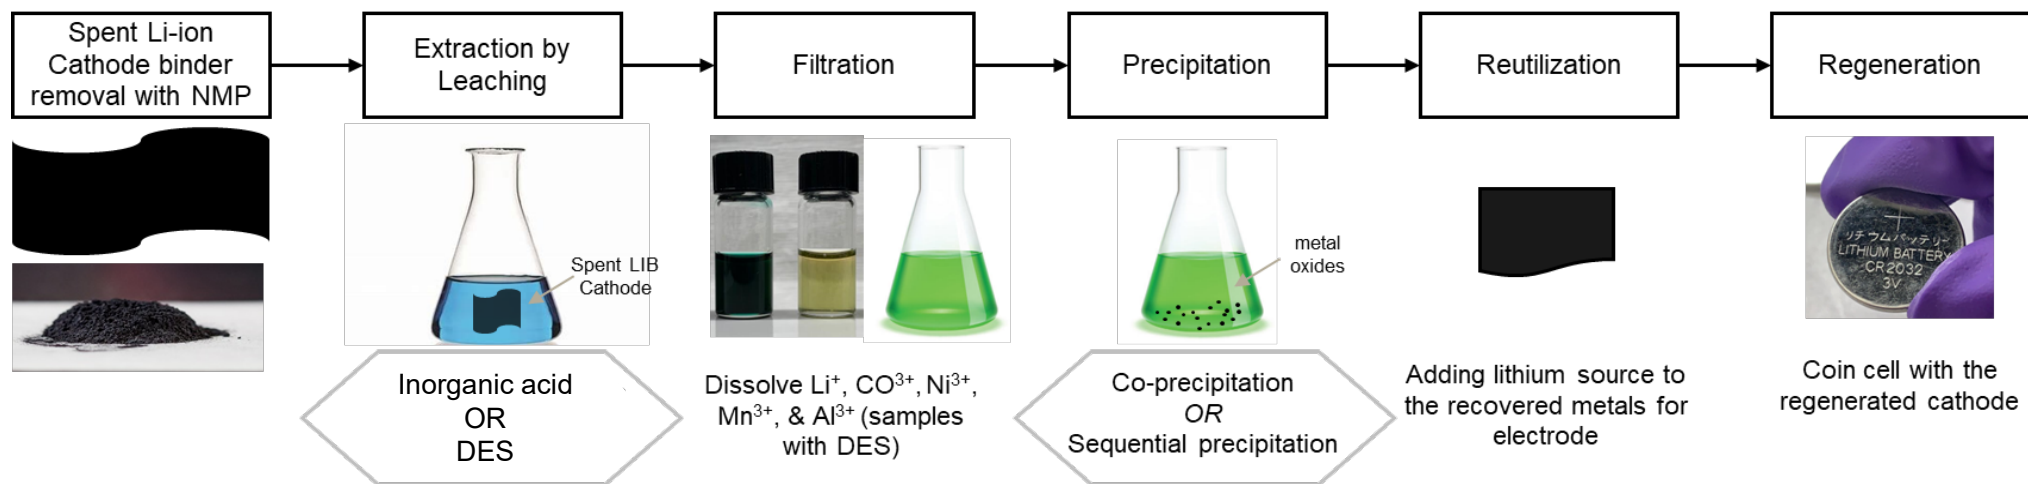 Spent Li-ion
Cathode binder
removal with NMP
Extraction by
Leaching
Filtration
Precipitation
Reutilization
Regeneration
Spent LIB
Cathode
metal
oxides
リチウムバッテリー
LITHIUM BATTERY
CR2032
3V
Inorganic acid
OR
DES
Dissolve Li⁺, CO³⁺, Ni³⁺,
Mn³⁺, & Al³⁺ (samples
with DES)
Co-precipitation
OR
Sequential precipitation
Adding lithium source to
the recovered metals for
electrode
Coin cell with the
regenerated cathode